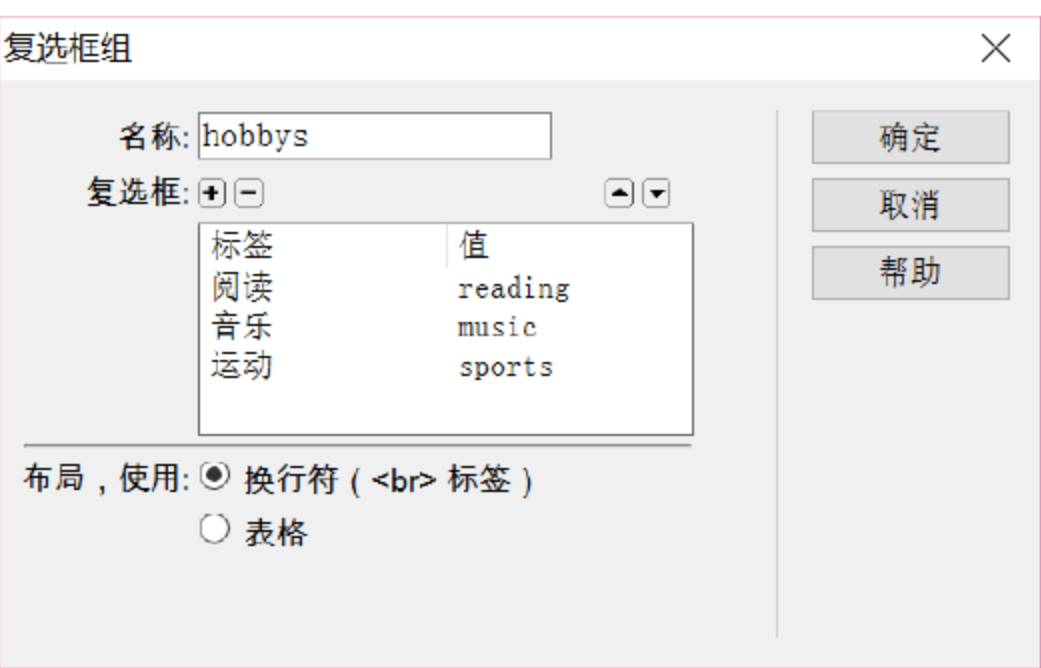 复选框组
名称: hobbys
确定
复选框:
取消
标签 值
帮助
阅读 reading
音乐 music
运动 sports
布局，使用: 换行符（<br> 标签）
表格